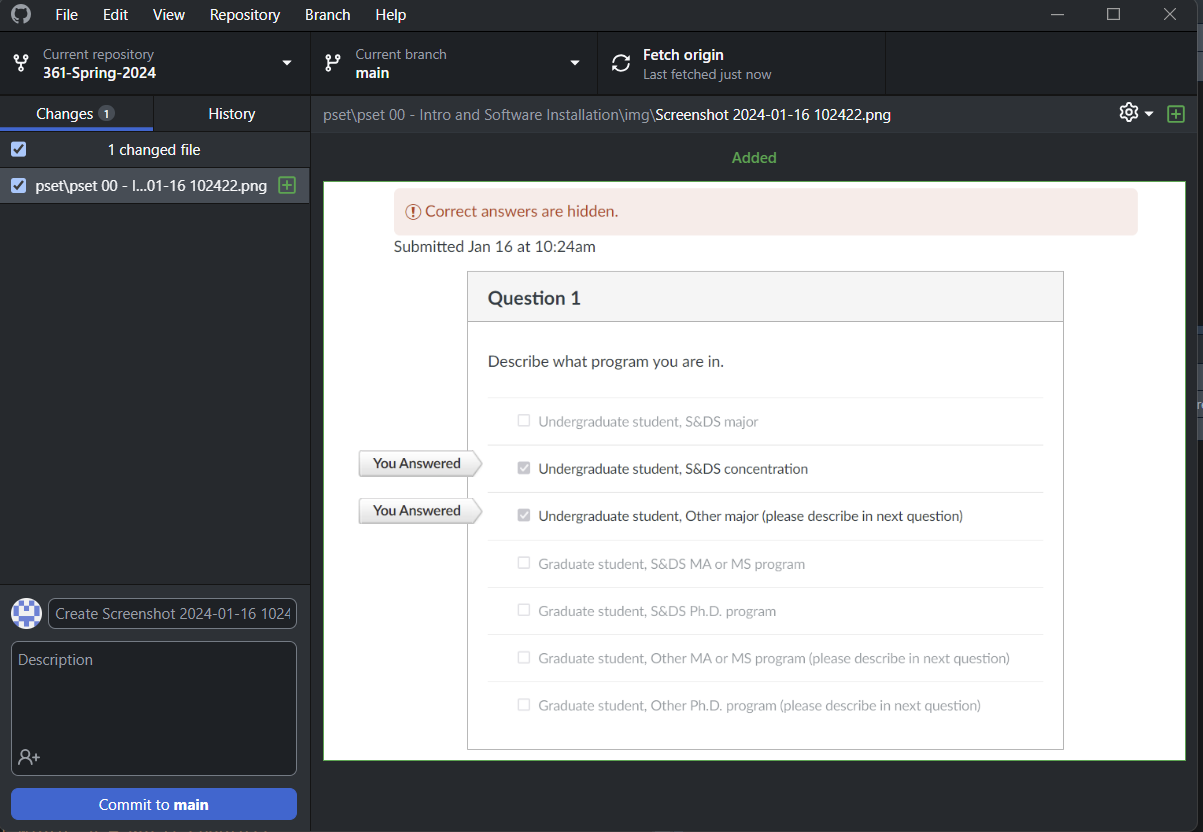 File Edit View Repository Branch Help
Current repository
361-Spring-2024
Current branch
main
Fetch origin
Last fetched just now
Changes 1
History
pset\pset 00 - Intro and Software Installation\img\Screenshot 2024-01-16 102422.png
1 changed file
pset\pset 00 - I...01-16 102422.png
Added
Correct answers are hidden.
Submitted Jan 16 at 10:24am
Question 1
Describe what program you are in.
Undergraduate student, S&DS major
You Answered
Undergraduate student, S&DS concentration
You Answered
Undergraduate student, Other major (please describe in next question)
Graduate student, S&DS MA or MS program
Graduate student, S&DS Ph.D. program
Graduate student, Other MA or MS program (please describe in next question)
Graduate student, Other Ph.D. program (please describe in next question)
Create Screenshot 2024-01-16 1024
Description
Commit to main